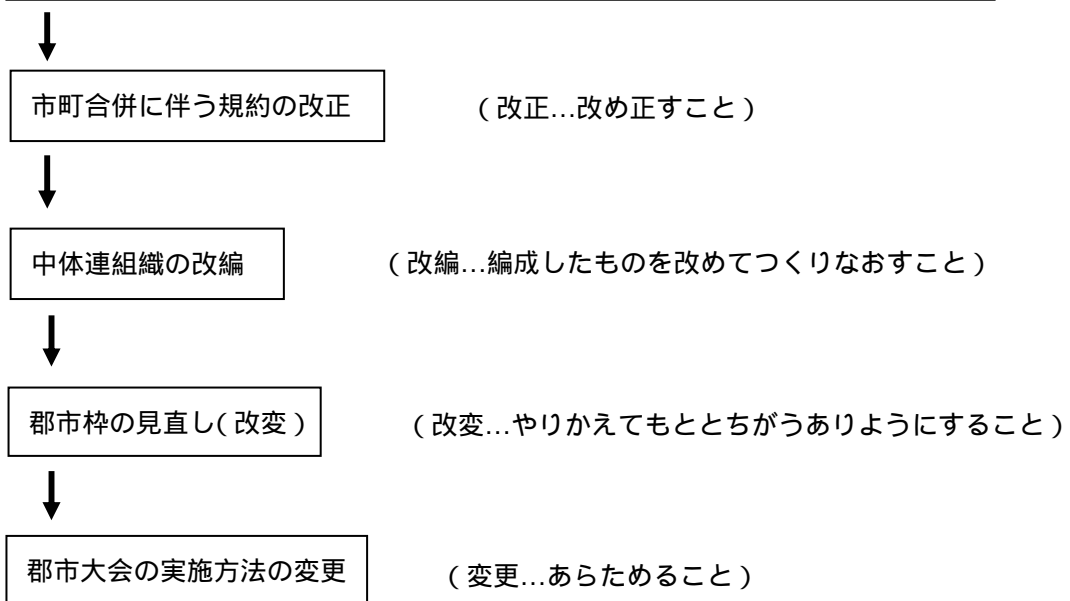 市町合併に伴う規約の改正 (改正…改め正すこと)
中体連組織の改編 (改編…編成したものを改めてつくりなおすこと)
郡市枠の見直し(改変) (改変…やりかえてもととちがうありようにすること)
郡市大会の実施方法の変更 (変更…あらためること)